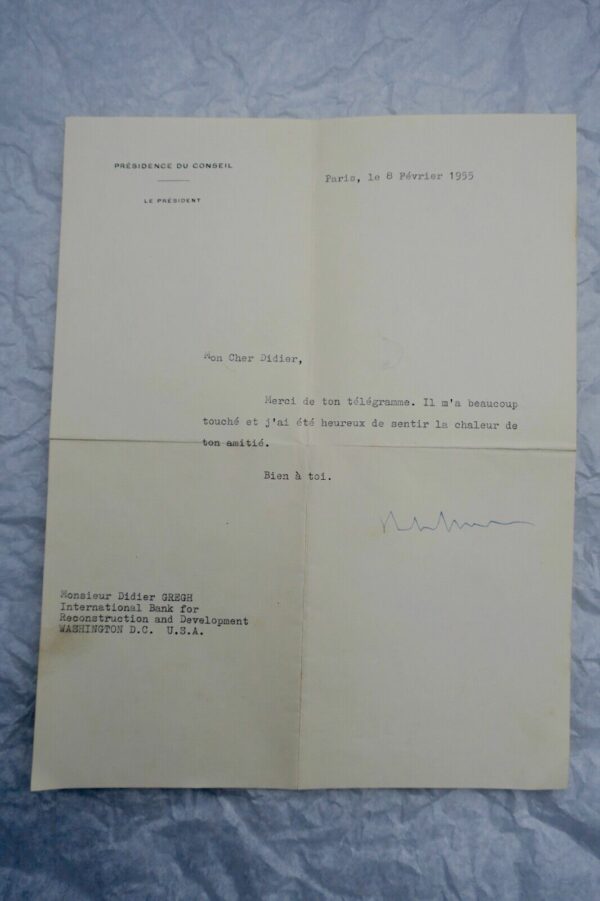 PRÉSIDENCE DU CONSEIL
LE PRÉSIDENT
Paris, le 8 Février 1955
Mon Cher Didier,
Merci de ton télégramme. Il m'a beaucoup
touché et j'ai été heureux de sentir la chaleur de
ton amitié.
Bien à toi.
Monsieur Didier GREGH
International Bank for
Reconstruction and Development
WASHINGTON D.C. U.S.A.